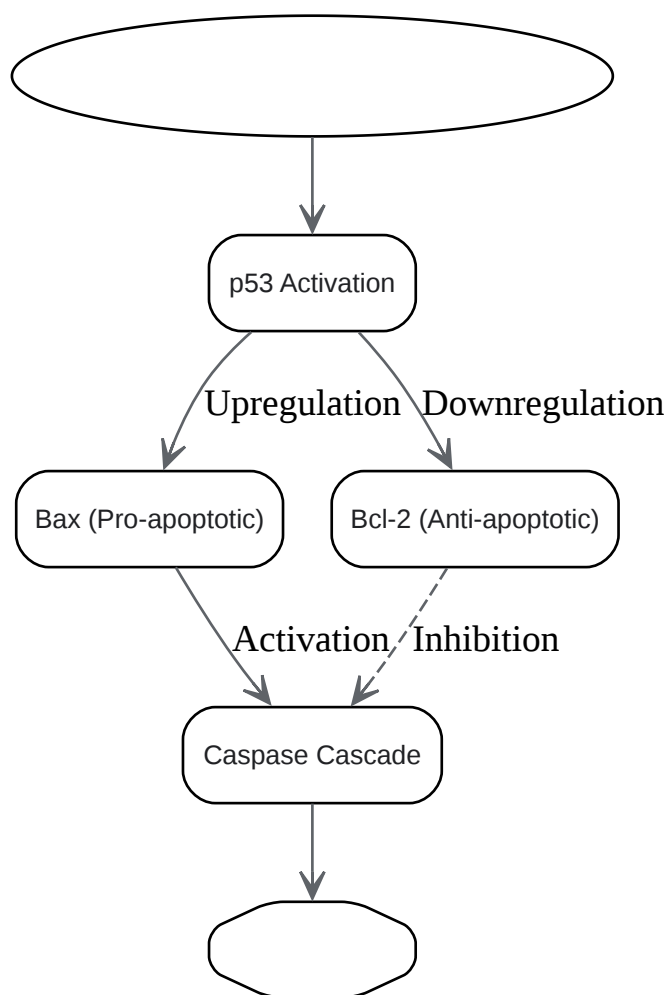 p53 Activation
Upregulation
Downregulation
Bax (Pro-apoptotic)
Bcl-2 (Anti-apoptotic)
Activation
Inhibition
Caspase Cascade